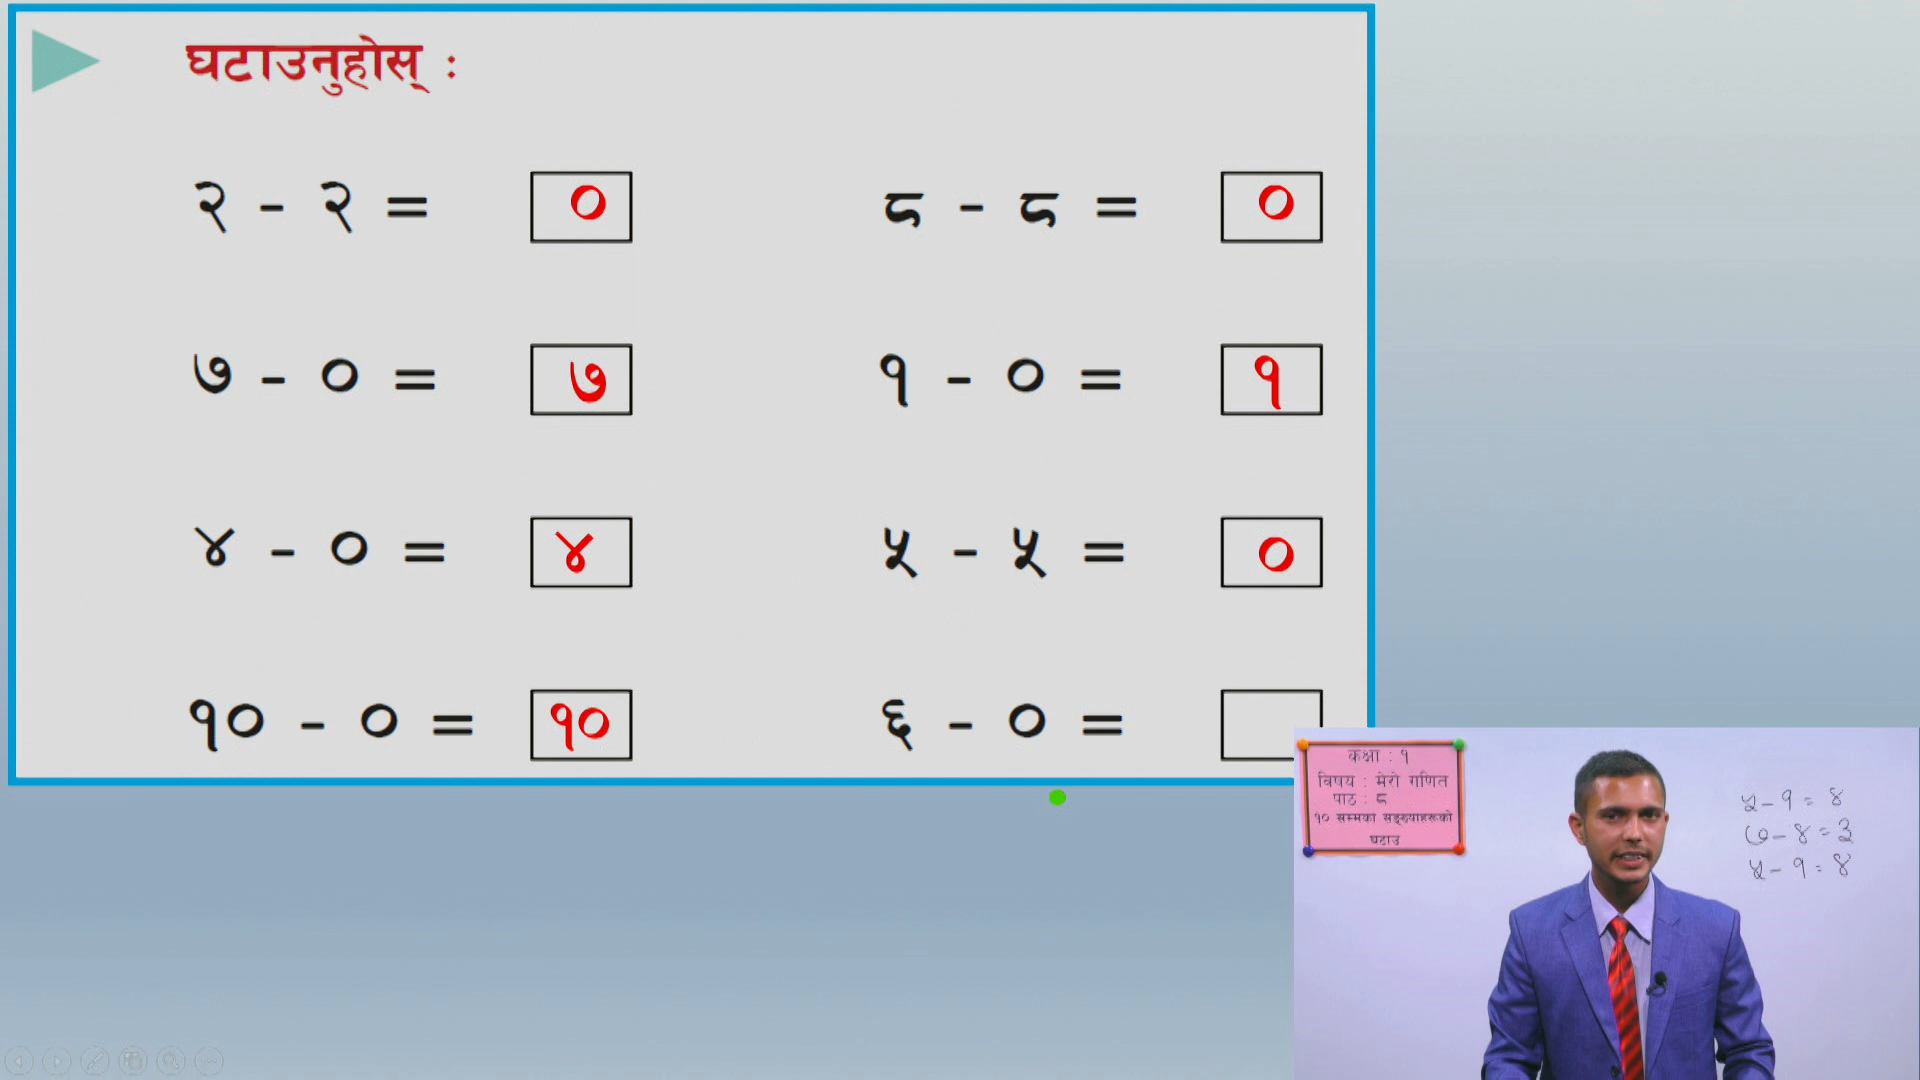 घटाउनुहोस् :
२ - २ = ०
८ - ८ = ०
७ - ० = ७
१ - ० = १
४ - ० = ४
५ - ५ = ०
१० - ० = १०
६ - ० =
कक्षा : १
विषय : मेरो गणित
पाठ : ८
१० सम्मका सङ्ख्याहरूको
घटाउ
५ - १ = ४
७ - ४ = ३
५ - १ = ४